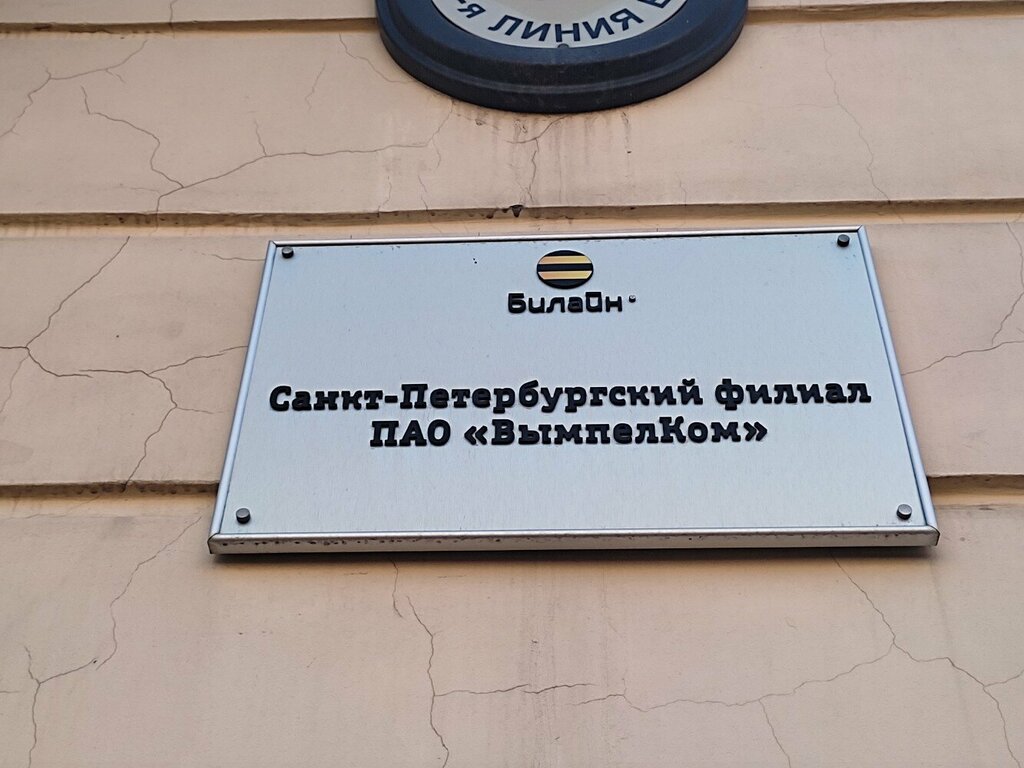 -я ЛИНИЯ В
Билайн
Санкт-Петербургский филиал
ПАО «ВымпелКом»